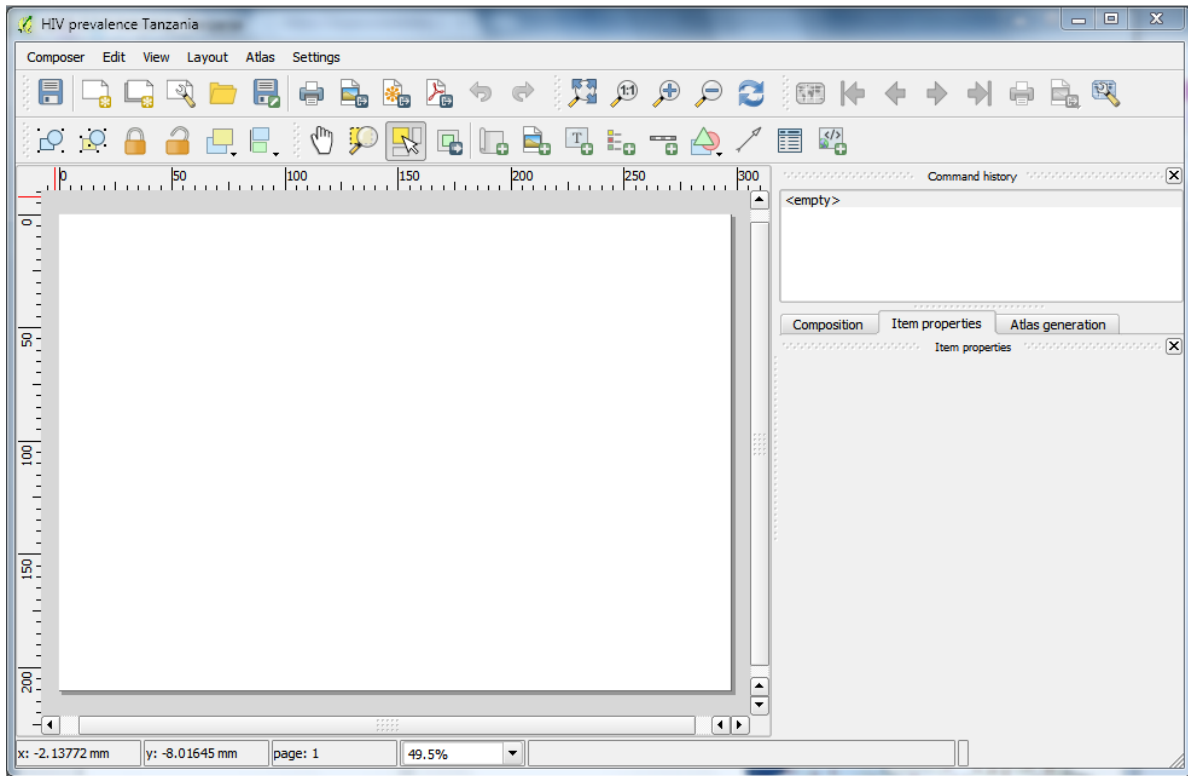 HIV prevalence Tanzania
Composer Edit View Layout Atlas Settings
1:1
T
</>
0 50 100 150 200 250 300
Command history
<empty>
Composition Item properties Atlas generation
Item properties
0
50
100
150
200
x: -2.13772 mm y: -8.01645 mm page: 1 49.5%